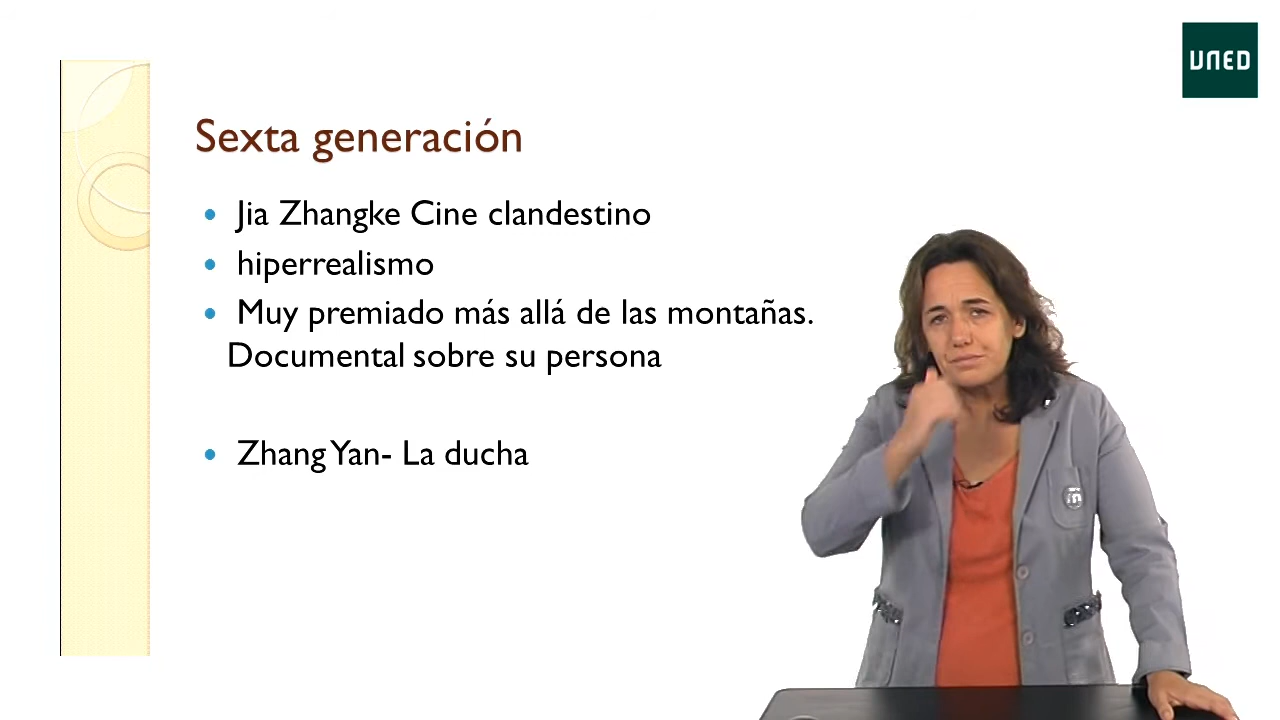 UNED
Sexta generación
Jia Zhangke Cine clandestino
hiperrealismo
Muy premiado más allá de las montañas.
Documental sobre su persona
Zhang Yan- La ducha